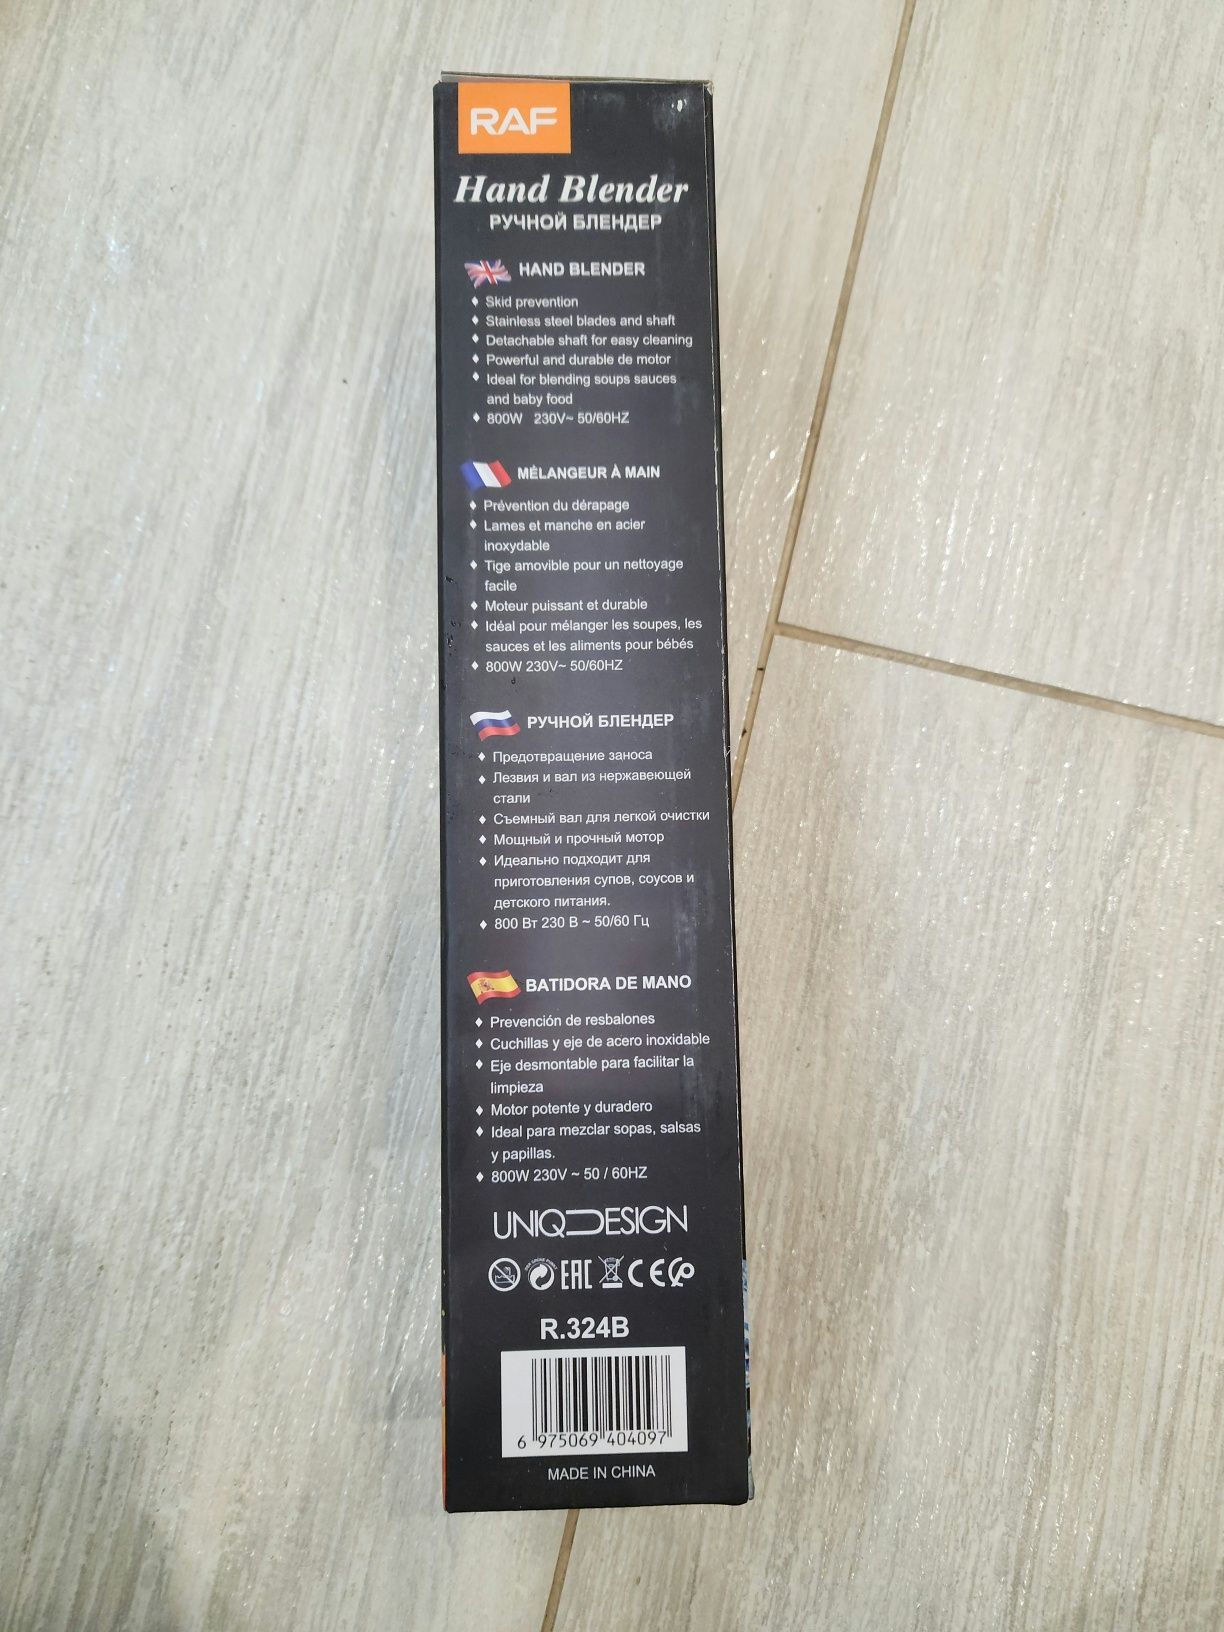 RAF
Hand Blender
РУЧНОЙ БЛЕНДЕР
HAND BLENDER
♦ Skid prevention
♦ Stainless steel blades and shaft
♦ Detachable shaft for easy cleaning
♦ Powerful and durable de motor
♦ Ideal for blending soups sauces
and baby food
♦ 800W 230V~ 50/60HZ
MÉLANGEUR À MAIN
♦ Prévention du dérapage
♦ Lames et manche en acier
inoxydable
♦ Tige amovible pour un nettoyage
facile
♦ Moteur puissant et durable
♦ Idéal pour mélanger les soupes, les
sauces et les aliments pour bébés
♦ 800W 230V~ 50/60HZ
РУЧНОЙ БЛЕНДЕР
♦ Предотвращение заноса
♦ Лезвия и вал из нержавеющей
стали
♦ Съемный вал для легкой очистки
♦ Мощный и прочный мотор
♦ Идеально подходит для
приготовления супов, соусов и
детского питания.
♦ 800 Вт 230 В ~ 50/60 Гц
BATIDORA DE MANO
♦ Prevención de resbalones
♦ Cuchillas y eje de acero inoxidable
♦ Eje desmontable para facilitar la
limpieza
♦ Motor potente y duradero
♦ Ideal para mezclar sopas, salsas
y papillas.
♦ 800W 230V ~ 50 / 60HZ
UNIQDESIGN
EAC CE
R.324B
6 975069 404097
MADE IN CHINA